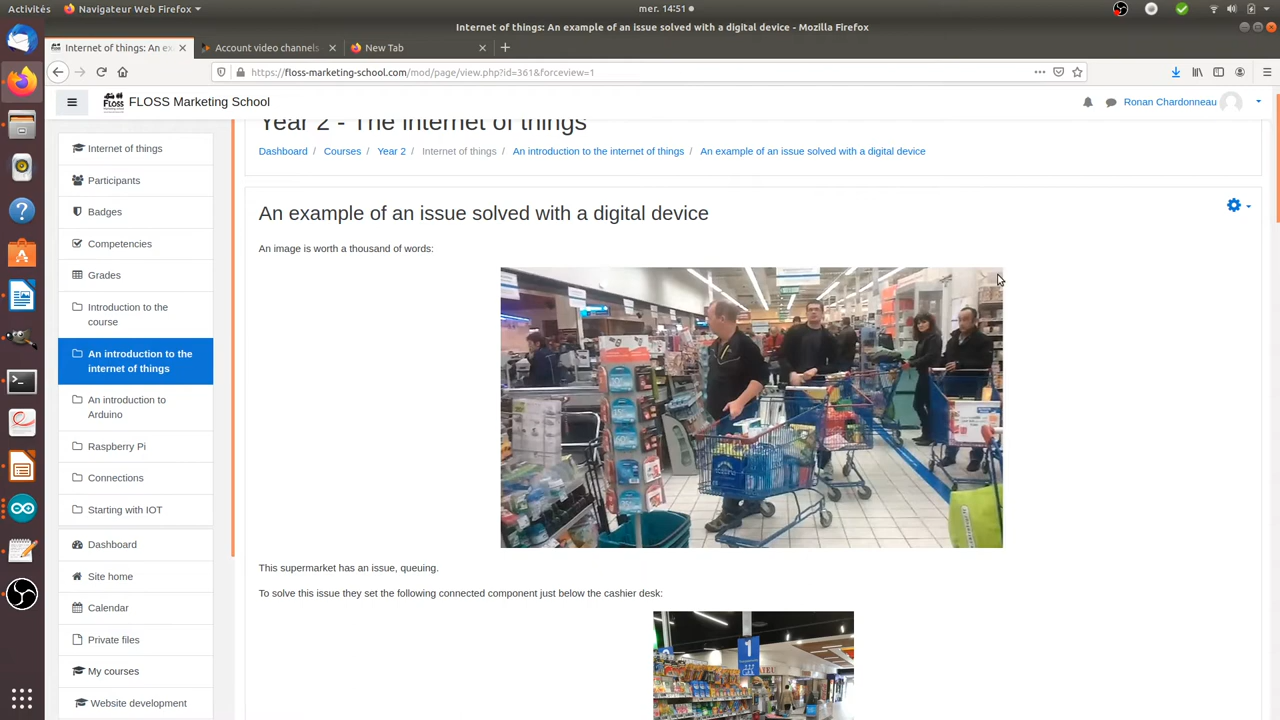 Activités
Navigateur Web Firefox
mer. 14:51
Internet of things: An example of an issue solved with a digital device - Mozilla Firefox
Internet of things: An ex
Account video channels
New Tab
https://floss-marketing-school.com/mod/page/view.php?id=361&forceview=1
FLOSS Marketing School
Ronan Chardonneau
Internet of things
Participants
Badges
Competencies
Grades
Introduction to the
course
An introduction to the
internet of things
An introduction to
Arduino
Raspberry Pi
Connections
Starting with IOT
Dashboard
Site home
Calendar
Private files
My courses
Website development
Year 2 - The internet of things
Dashboard / Courses / Year 2 / Internet of things / An introduction to the internet of things / An example of an issue solved with a digital device
An example of an issue solved with a digital device
An image is worth a thousand of words:
This supermarket has an issue, queuing.
To solve this issue they set the following connected component just below the cashier desk:
1